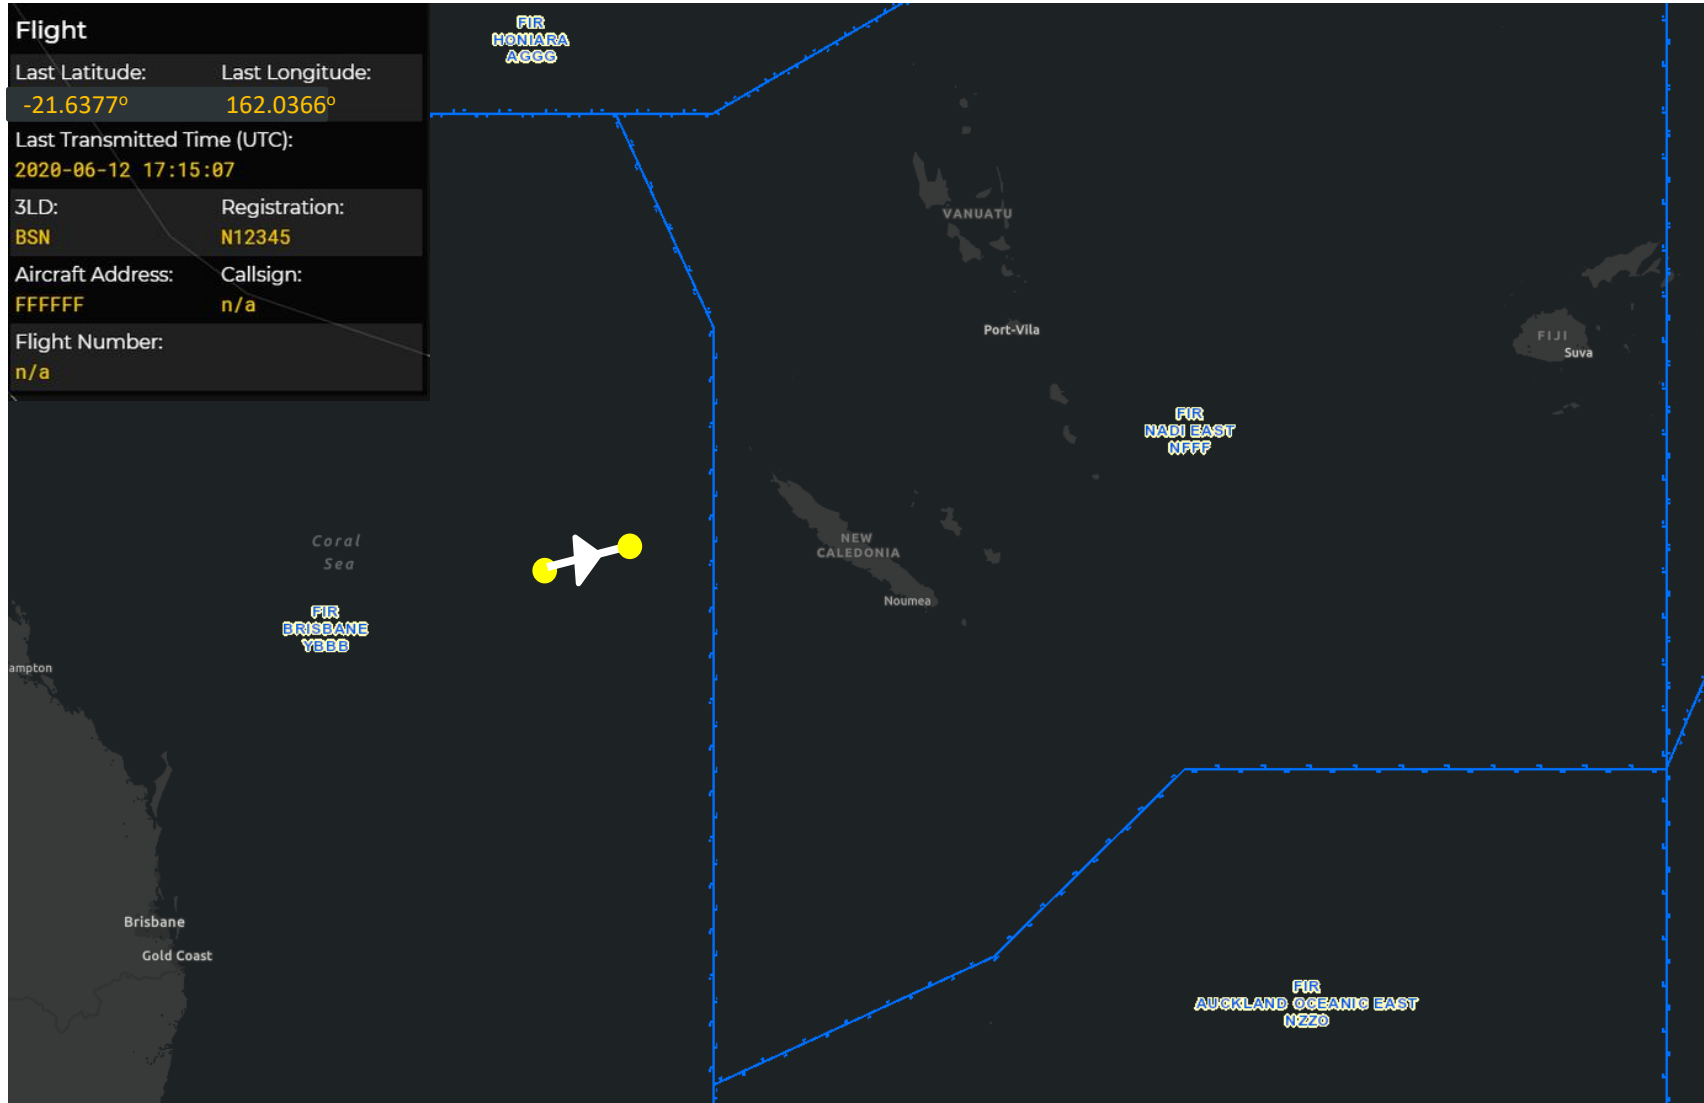 Flight
Last Latitude: Last Longitude:
-21.6377° 162.0366°
Last Transmitted Time (UTC):
2020-06-12 17:15:07
3LD: Registration:
BSN N12345
Aircraft Address: Callsign:
FFFFFF n/a
Flight Number:
n/a
FIR
HONIARA
AGGG
VANUATU
Port-Vila
FIJI
Suva
FIR
NADI EAST
NFFF
Coral
Sea
NEW
CALEDONIA
Noumea
FIR
BRISBANE
YBBB
ampton
Brisbane
Gold Coast
FIR
AUCKLAND OCEANIC EAST
NZZO